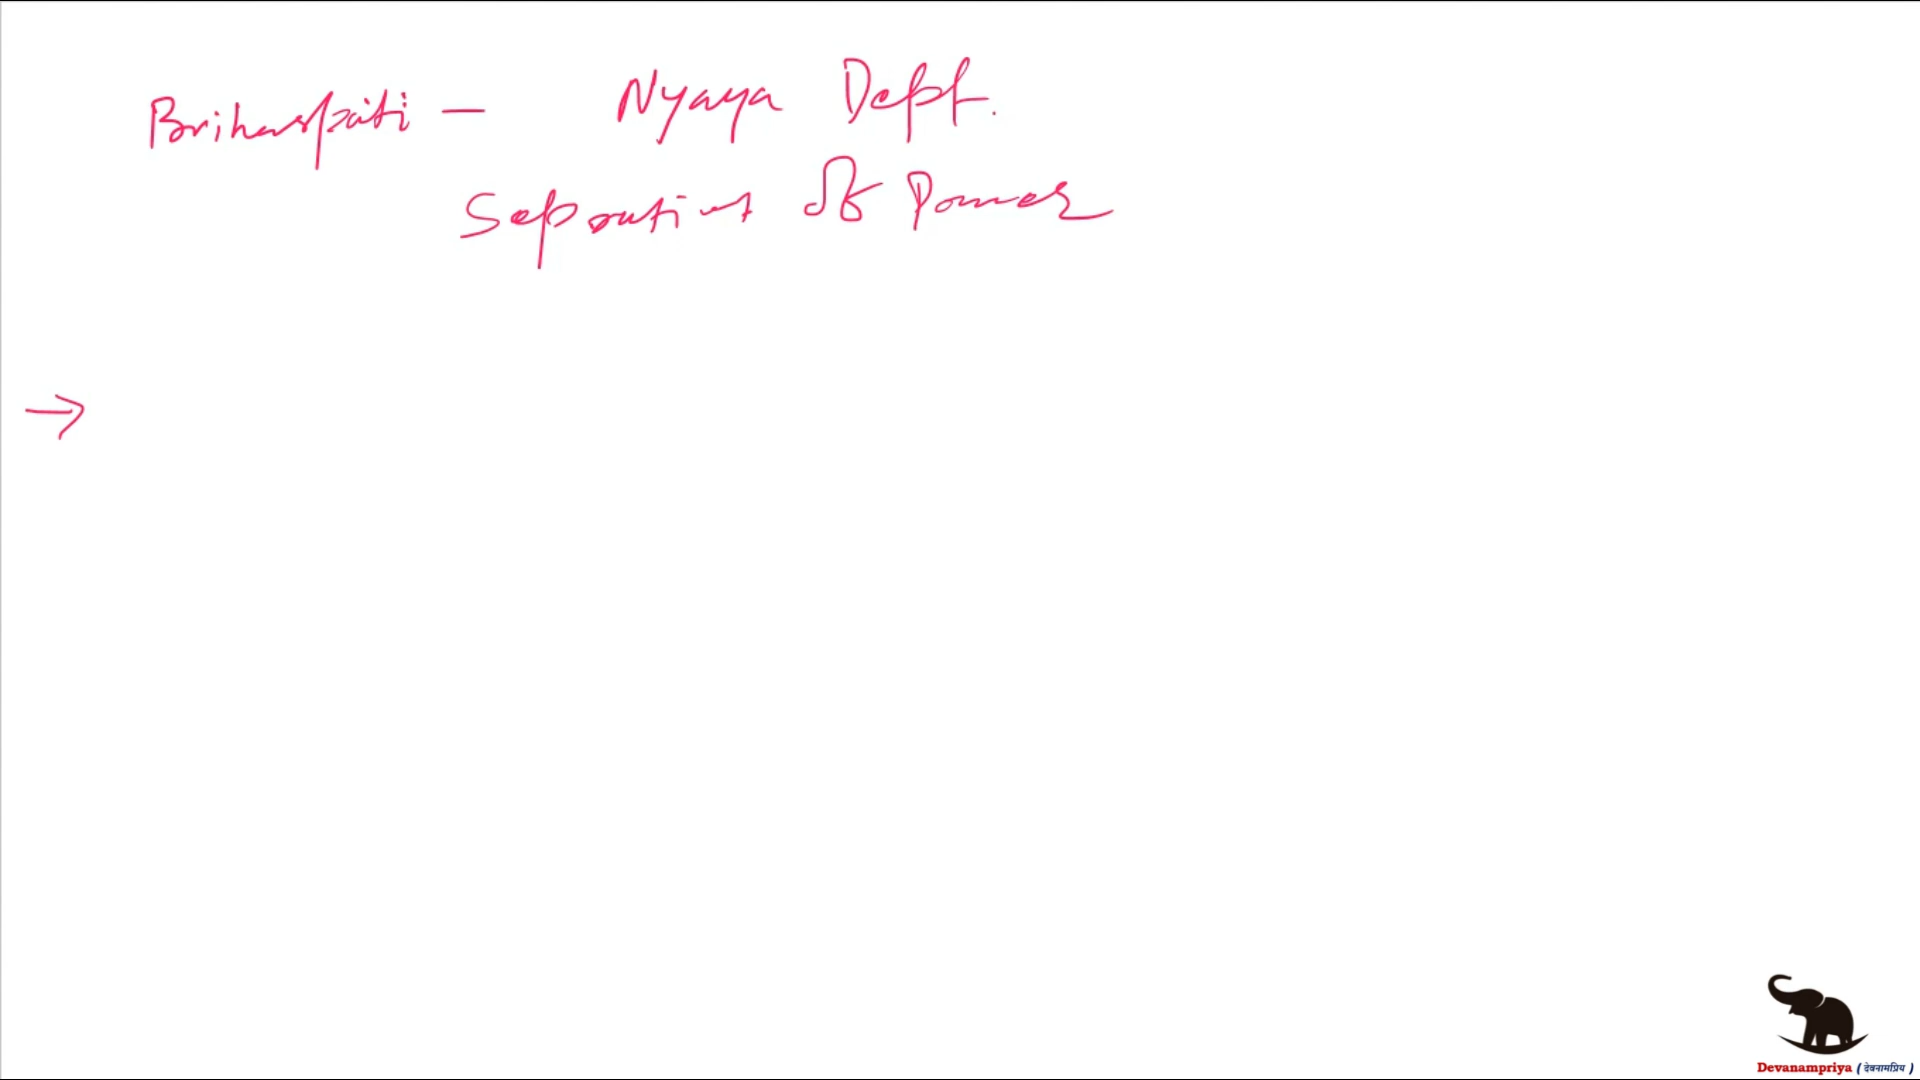 Brihaspati — Nyaya Dept.
Separation of Power
→
Devanampriya ( देवनामप्रिय )